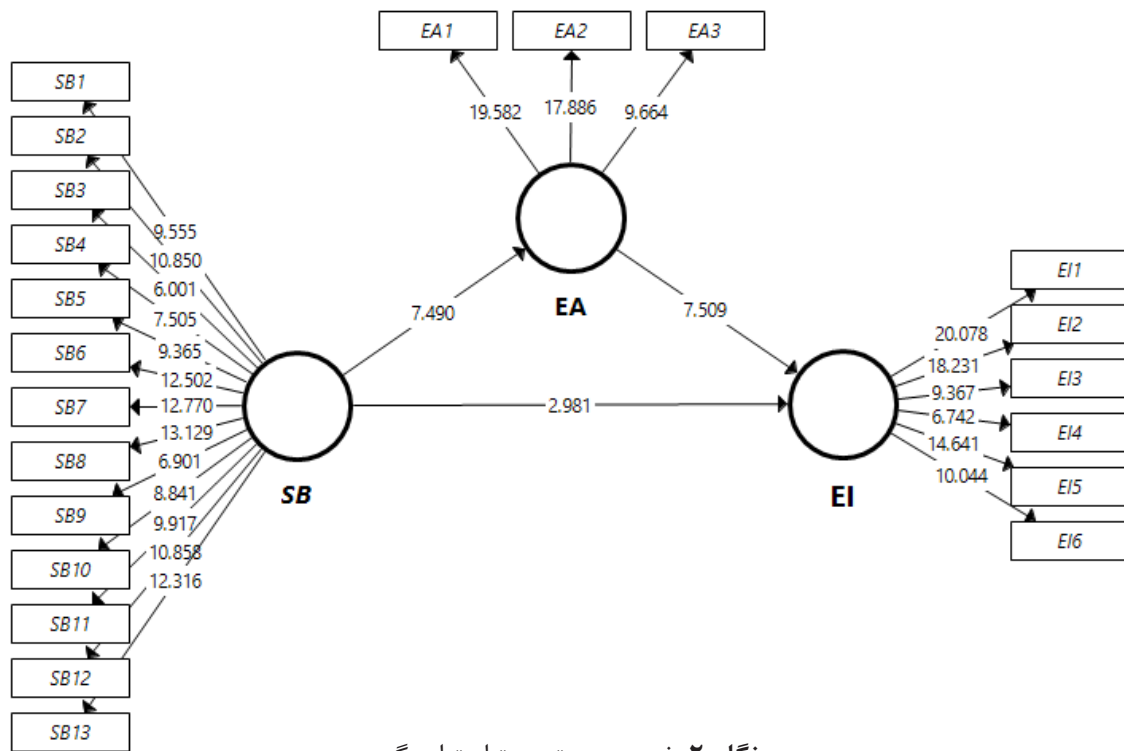 EA1 EA2 EA3
19.582 17.886 9.664
SB1
SB2
SB3
SB4
SB5
SB6
SB7
SB8
SB9
SB10
SB11
SB12
SB13
9.555
10.850
6.001
7.505
9.365
12.502
12.770
13.129
6.901
8.841
9.917
10.858
12.316
SB
7.490
EA
7.509
2.981
EI
20.078
18.231
9.367
6.742
14.641
10.044
EI1
EI2
EI3
EI4
EI5
EI6